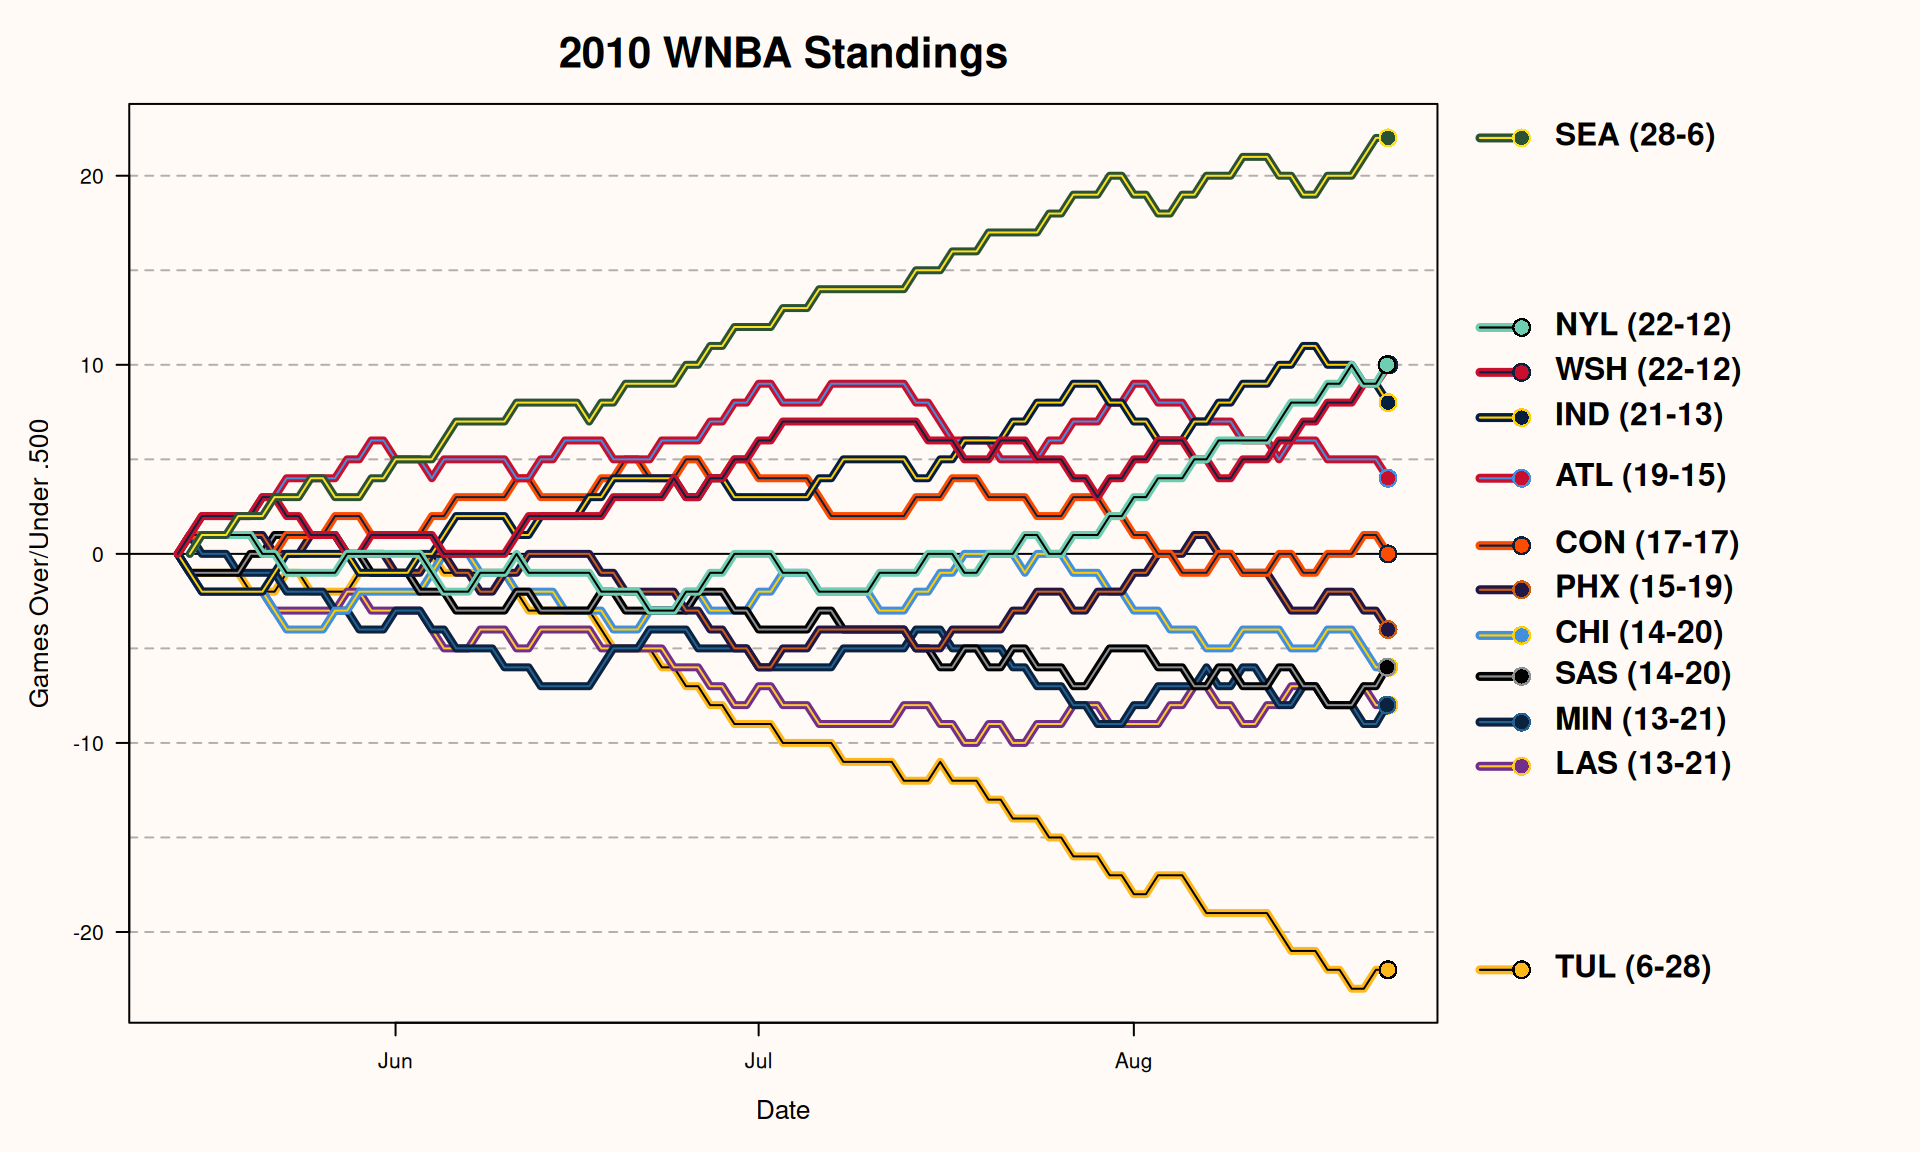 2010 WNBA Standings
Games Over/Under .500
20
10
0
-10
-20
Jun
Jul
Aug
Date
SEA (28-6)
NYL (22-12)
WSH (22-12)
IND (21-13)
ATL (19-15)
CON (17-17)
PHX (15-19)
CHI (14-20)
SAS (14-20)
MIN (13-21)
LAS (13-21)
TUL (6-28)